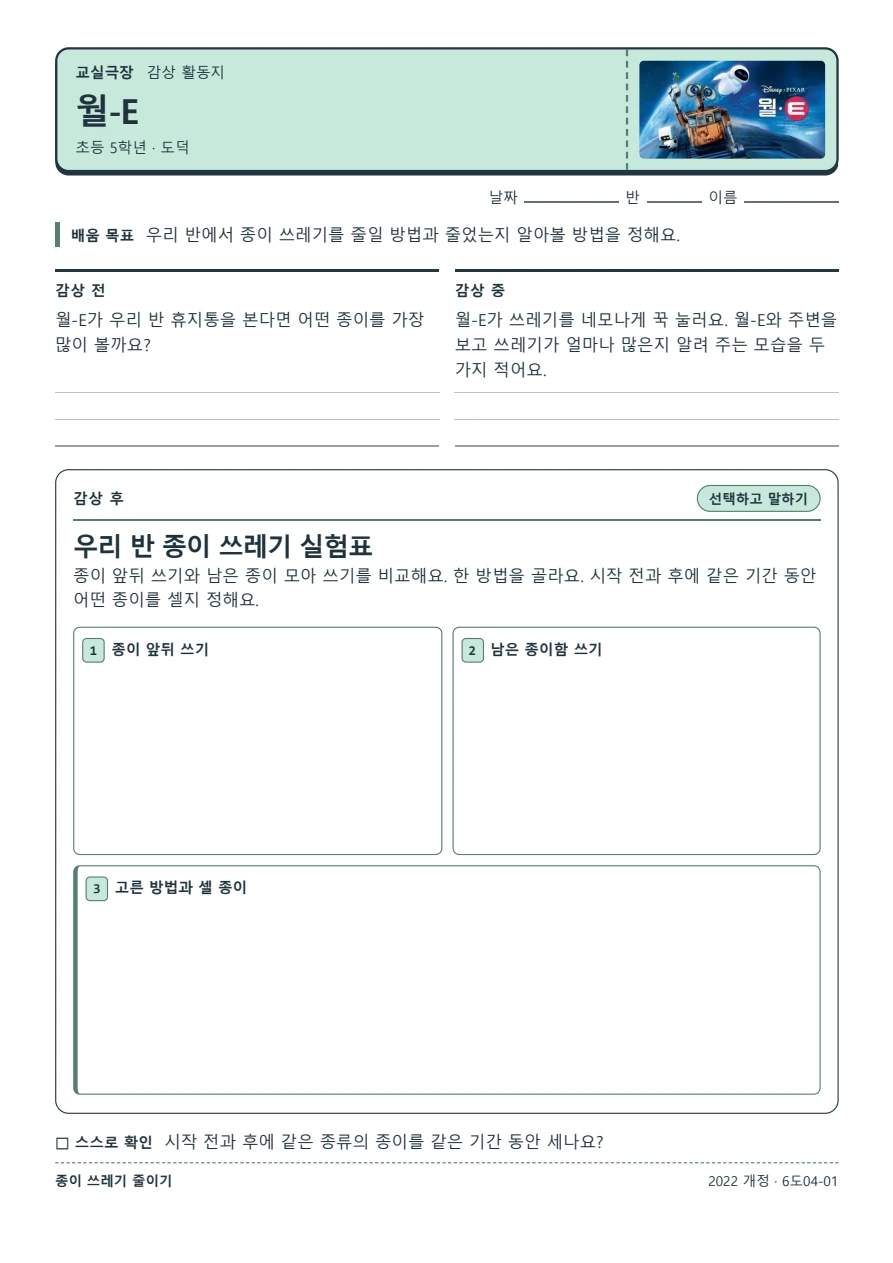 교실극장 감상 활동지
월-E
초등 5학년 · 도덕
Disney·PIXAR
월·E
날짜 반 이름
배움 목표 우리 반에서 종이 쓰레기를 줄일 방법과 줄었는지 알아볼 방법을 정해요.
감상 전
월-E가 우리 반 휴지통을 본다면 어떤 종이를 가장
많이 볼까요?
감상 중
월-E가 쓰레기를 네모나게 꾹 눌러요. 월-E와 주변을
보고 쓰레기가 얼마나 많은지 알려 주는 모습을 두
가지 적어요.
감상 후
선택하고 말하기
우리 반 종이 쓰레기 실험표
종이 앞뒤 쓰기와 남은 종이 모아 쓰기를 비교해요. 한 방법을 골라요. 시작 전과 후에 같은 기간 동안
어떤 종이를 셀지 정해요.
1 종이 앞뒤 쓰기
2 남은 종이함 쓰기
3 고른 방법과 셀 종이
□ 스스로 확인 시작 전과 후에 같은 종류의 종이를 같은 기간 동안 세나요?
종이 쓰레기 줄이기
2022 개정 · 6도04-01